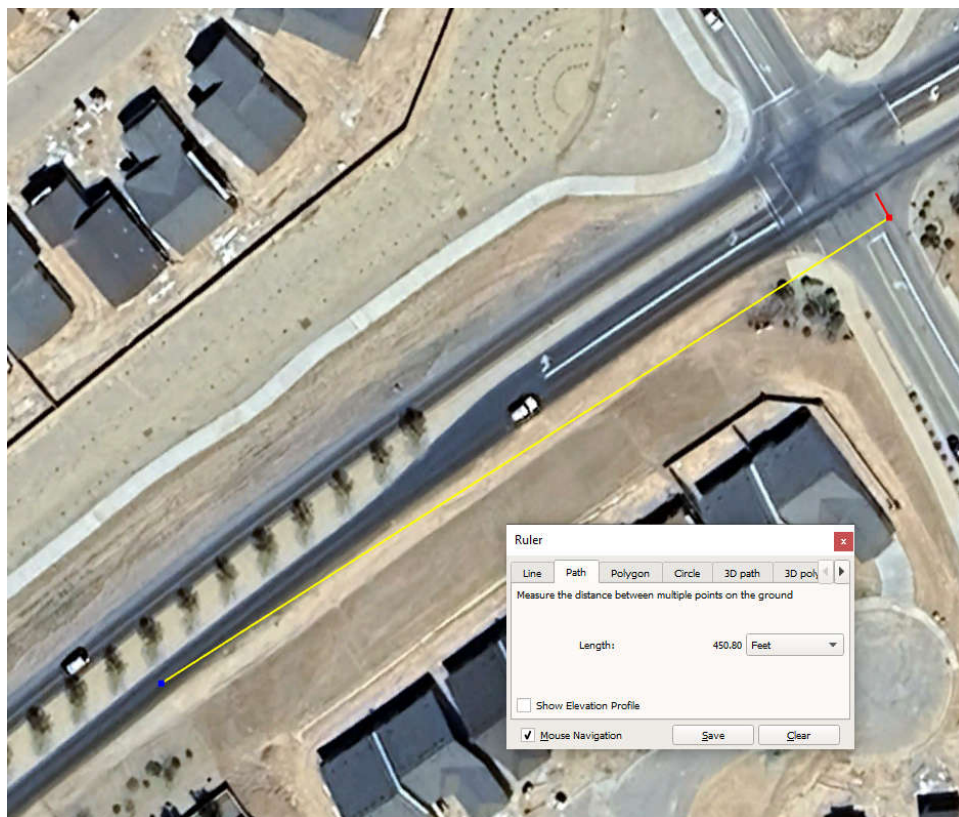 Ruler
x
Line Path Polygon Circle 3D path 3D poly
Measure the distance between multiple points on the ground
Length: 450.80 Feet
Show Elevation Profile
Mouse Navigation Save Clear